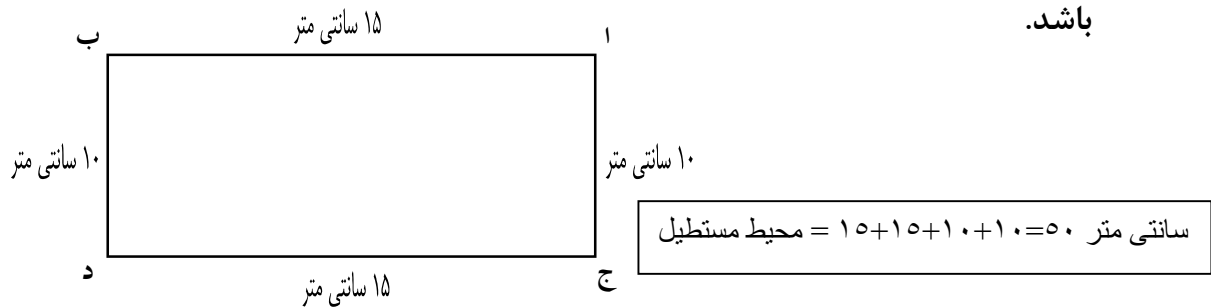 باشد.
۱۵ سانتی متر
ا
ب
۱۰ سانتی متر
۱۰ سانتی متر
سانتی متر ۵۰=۱۰+۱۰+۱۵+۱۵ = محیط مستطیل
ج
د
۱۵ سانتی متر